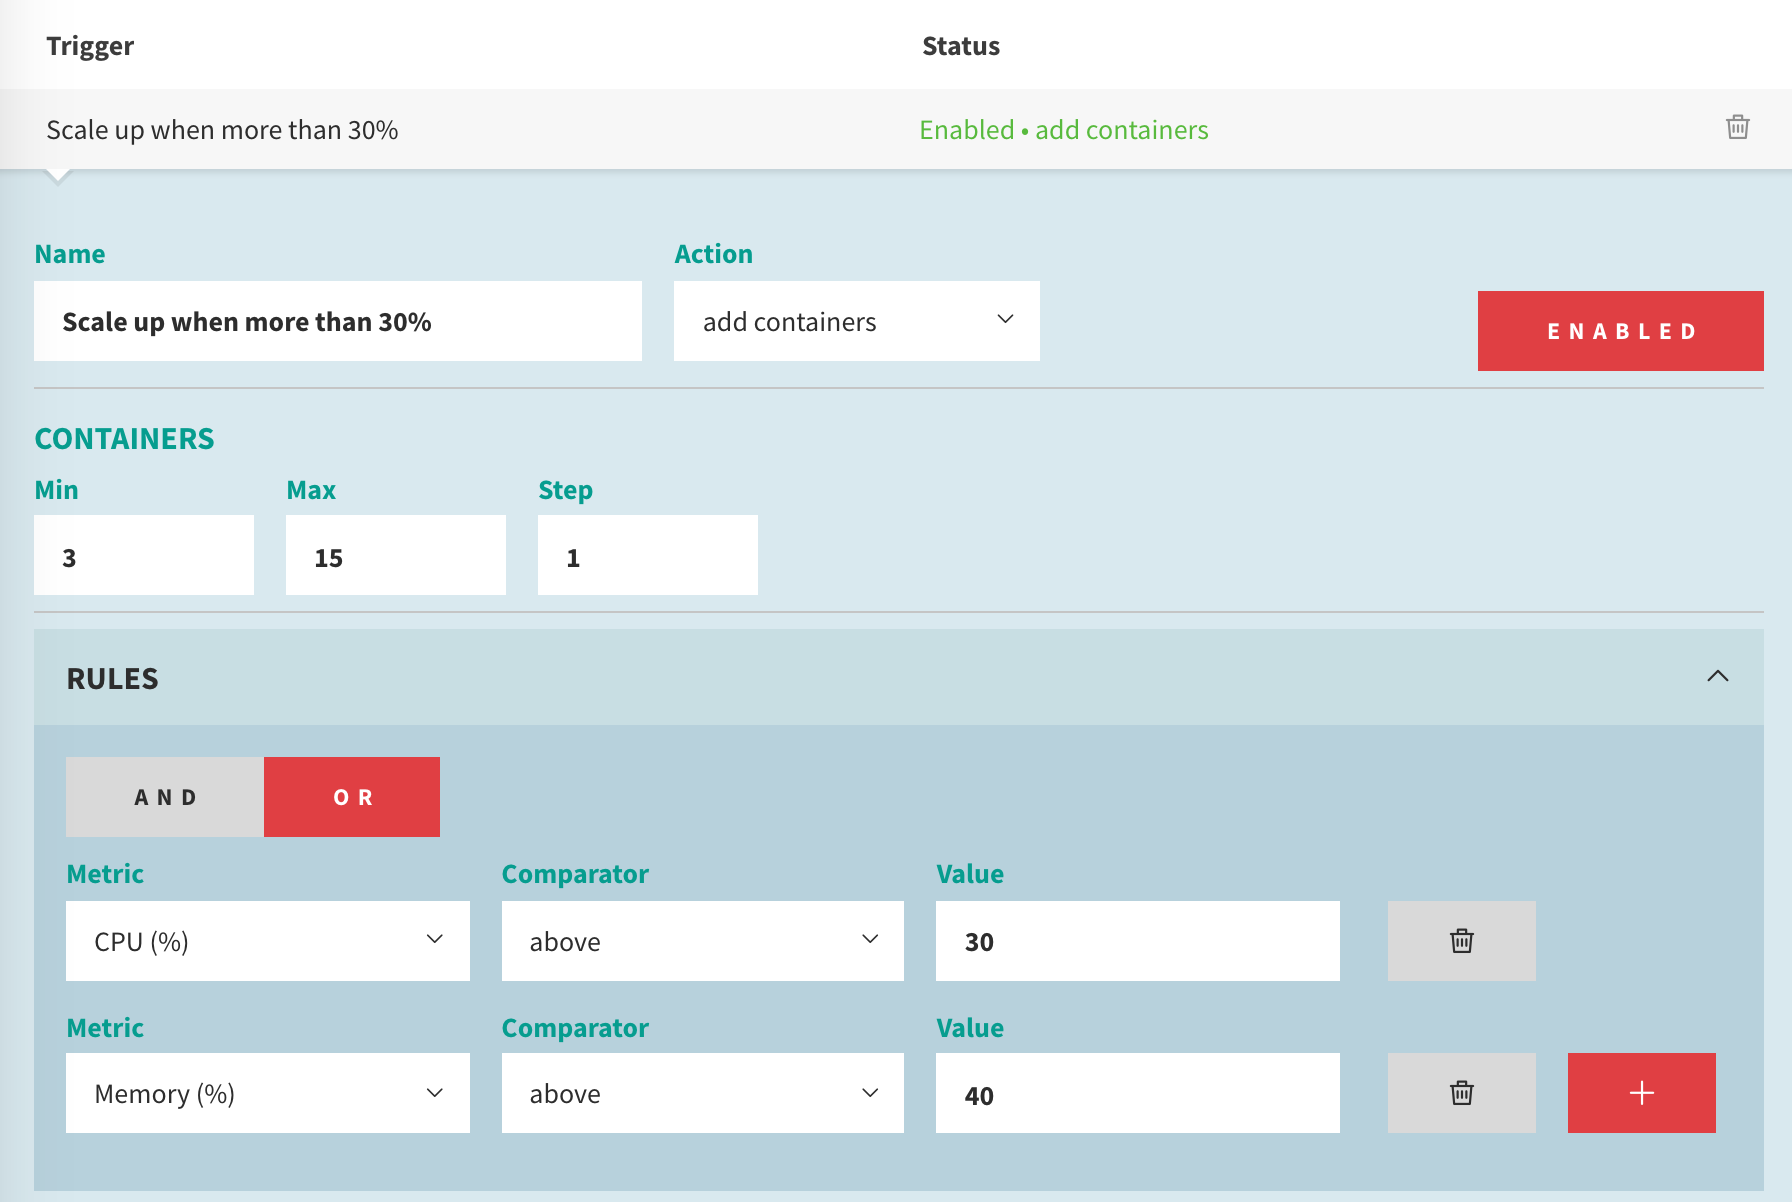 Trigger Status
Scale up when more than 30% Enabled • add containers
Name Action
Scale up when more than 30% add containers ENABLED
CONTAINERS
Min Max Step
3 15 1
RULES
AND OR
Metric Comparator Value
CPU (%) above 30
Metric Comparator Value
Memory (%) above 40